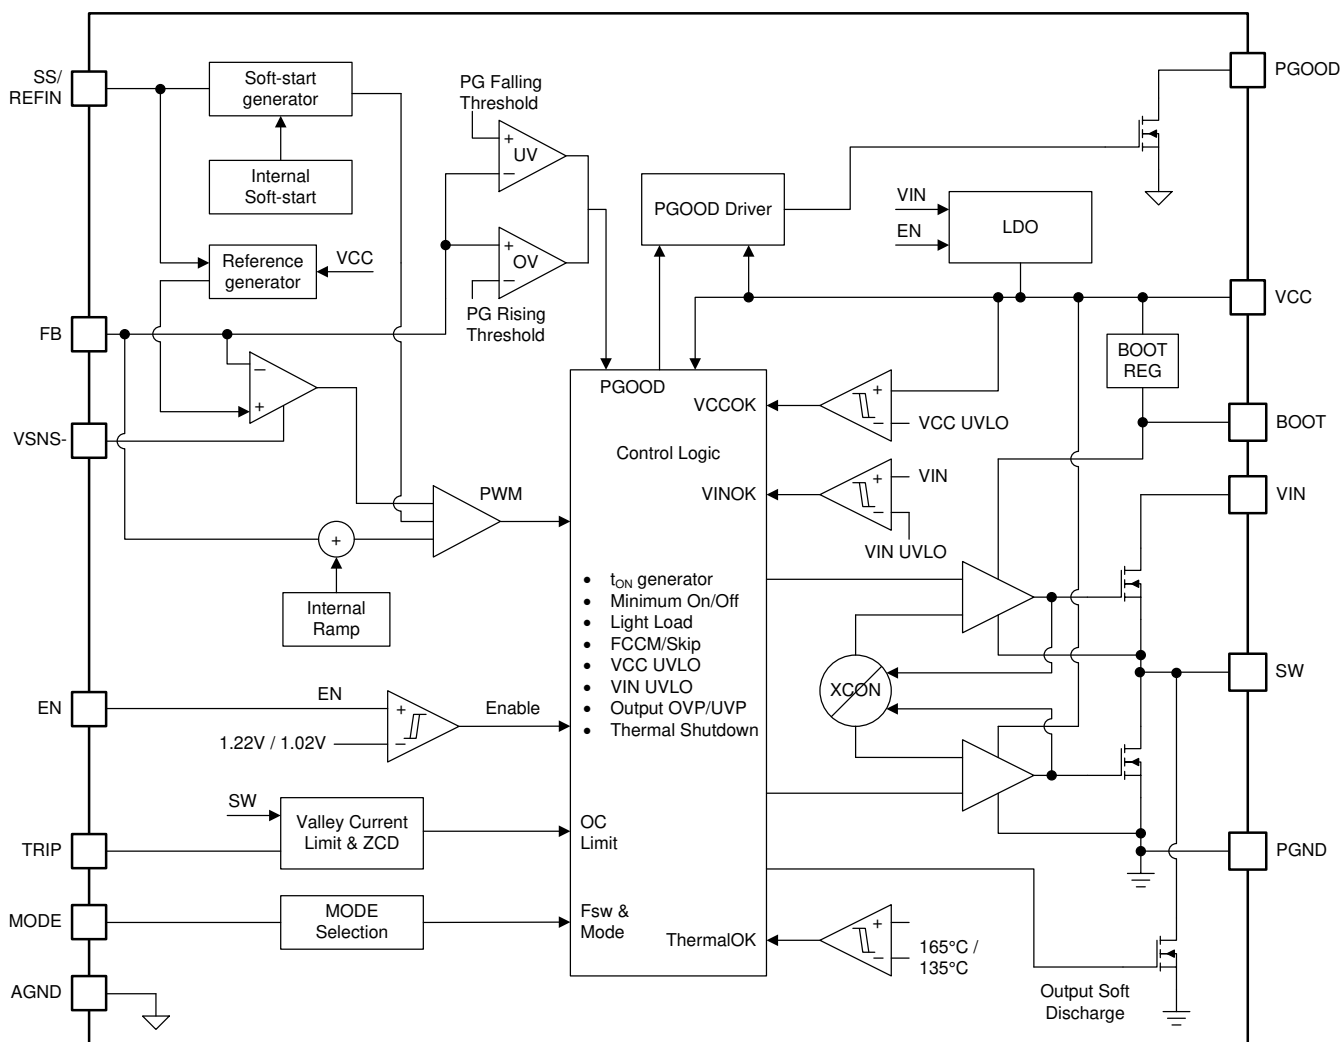 SS/
REFIN
Soft-start
generator
Internal
Soft-start
Reference
generator
VCC
PG Falling
Threshold
+
UV
−
+
OV
−
PG Rising
Threshold
PGOOD Driver
VIN
EN
LDO
PGOOD
VCC
BOOT
REG
BOOT
VIN
SW
PGND
FB
−
+
VSNS-
PWM
+
Internal
Ramp
EN
EN
+
−
1.22V / 1.02V
Enable
SW
TRIP
Valley Current
Limit & ZCD
MODE
MODE
Selection
AGND
PGOOD
VCCOK
Control Logic
VINOK
• tON generator
• Minimum On/Off
• Light Load
• FCCM/Skip
• VCC UVLO
• VIN UVLO
• Output OVP/UVP
• Thermal Shutdown
OC
Limit
Fsw &
Mode
ThermalOK
+
−
VCC UVLO
+
−
VIN
VIN UVLO
XCON
+
−
165°C /
135°C
Output Soft
Discharge